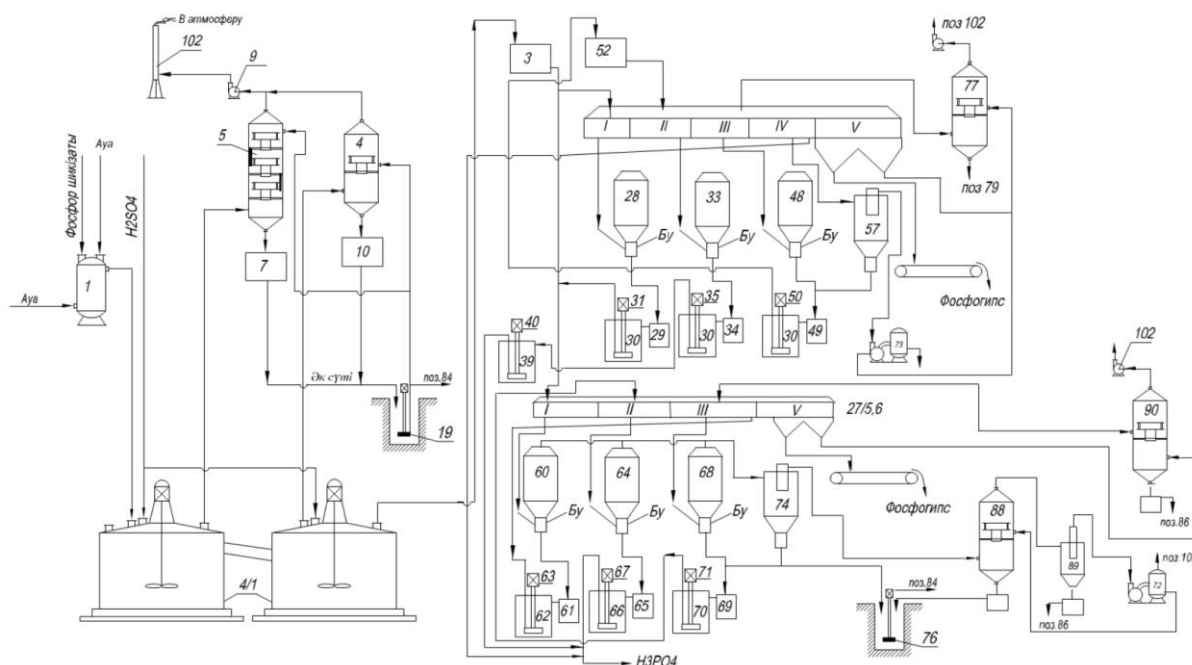 В атмосферу
102
9
Фосфор шикізаты
Ауа
H2SO4
5
4
7
10
1
Ауа
Әк сүті
поз.84
19
4/1
3
52
I
II
III
IV
V
28
33
48
57
Бу
Бу
Бу
поз 102
77
поз 79
Фосфогипс
31
35
50
30
29
30
34
30
49
73
40
39
I
II
III
V
27/5,6
60
64
68
74
Бу
Бу
Бу
Фосфогипс
63
67
71
62
61
66
65
70
69
H3PO4
поз.84
76
88
89
поз.86
72
поз.10
102
90
поз.86